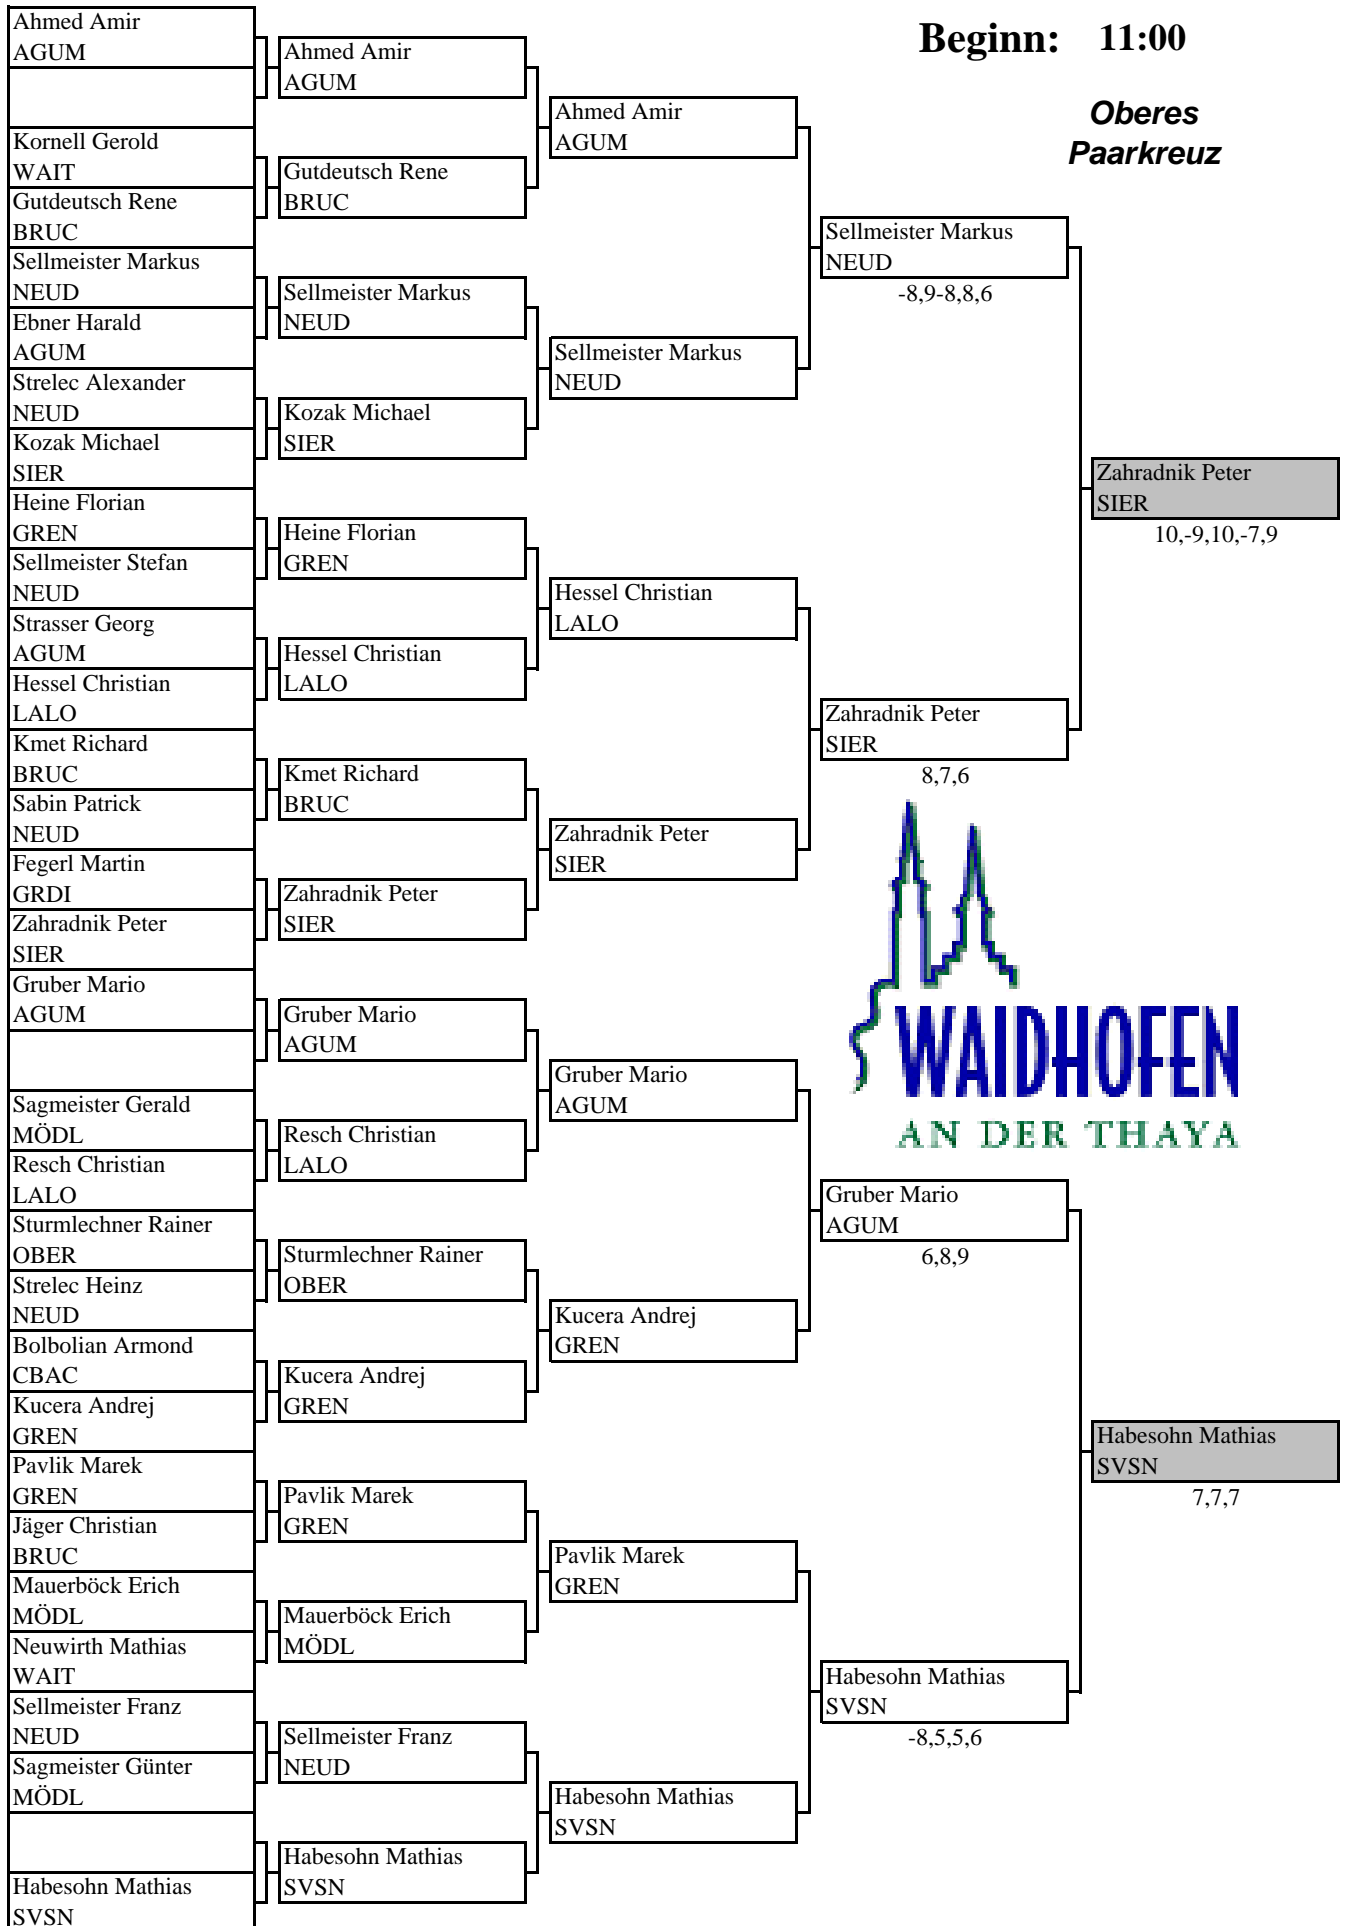 Beginn: 11:00
Oberes
Paarkreuz
Ahmed Amir
AGUM
Kornell Gerold
WAIT
Gutdeutsch Rene
BRUC
Sellmeister Markus
NEUD
Ebner Harald
AGUM
Strelec Alexander
NEUD
Kozak Michael
SIER
Heine Florian
GREN
Sellmeister Stefan
NEUD
Strasser Georg
AGUM
Hessel Christian
LALO
Kmet Richard
BRUC
Sabin Patrick
NEUD
Fegerl Martin
GRDI
Zahradnik Peter
SIER
Gruber Mario
AGUM
Sagmeister Gerald
MÖDL
Resch Christian
LALO
Sturmlechner Rainer
OBER
Strelec Heinz
NEUD
Bolbolian Armond
CBAC
Kucera Andrej
GREN
Pavlik Marek
GREN
Jäger Christian
BRUC
Mauerböck Erich
MÖDL
Neuwirth Mathias
WAIT
Sellmeister Franz
NEUD
Sagmeister Günter
MÖDL
Habesohn Mathias
SVSN
Ahmed Amir
AGUM
Gutdeutsch Rene
BRUC
Sellmeister Markus
NEUD
Kozak Michael
SIER
Heine Florian
GREN
Hessel Christian
LALO
Kmet Richard
BRUC
Zahradnik Peter
SIER
Gruber Mario
AGUM
Resch Christian
LALO
Sturmlechner Rainer
OBER
Kucera Andrej
GREN
Pavlik Marek
GREN
Mauerböck Erich
MÖDL
Sellmeister Franz
NEUD
Habesohn Mathias
SVSN
Ahmed Amir
AGUM
Sellmeister Markus
NEUD
Hessel Christian
LALO
Zahradnik Peter
SIER
Gruber Mario
AGUM
Kucera Andrej
GREN
Pavlik Marek
GREN
Habesohn Mathias
SVSN
Sellmeister Markus
NEUD
-8,9-8,8,6
Zahradnik Peter
SIER
8,7,6
WAIDHOFEN
AN DER THAYA
Gruber Mario
AGUM
6,8,9
Habesohn Mathias
SVSN
-8,5,5,6
Zahradnik Peter
SIER
10,-9,10,-7,9
Habesohn Mathias
SVSN
7,7,7